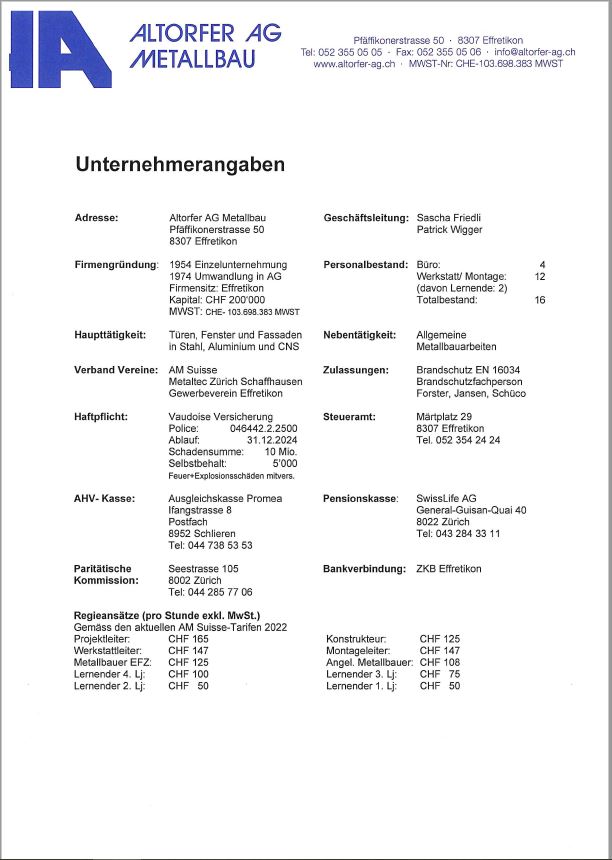 ALTORFER AG
METALLBAU
Pfäffikonerstrasse 50 · 8307 Effretikon
Tel: 052 355 05 05 · Fax: 052 355 05 06 · info@altorfer-ag.ch
www.altorfer-ag.ch · MWST-Nr: CHE-103.698.383 MWST
Unternehmerangaben
Adresse: Altorfer AG Metallbau
Pfäffikonerstrasse 50
8307 Effretikon
Geschäftsleitung: Sascha Friedli
Patrick Wigger
Firmengründung: 1954 Einzelunternehmung
1974 Umwandlung in AG
Firmensitz: Effretikon
Kapital: CHF 200'000
MWST: CHE- 103.698.383 MWST
Personalbestand: Büro: 4
Werkstatt/ Montage: 12
(davon Lernende: 2)
Totalbestand: 16
Haupttätigkeit: Türen, Fenster und Fassaden
in Stahl, Aluminium und CNS
Nebentätigkeit: Allgemeine
Metallbauarbeiten
Verband Vereine: AM Suisse
Metaltec Zürich Schaffhausen
Gewerbeverein Effretikon
Zulassungen: Brandschutz EN 16034
Brandschutzfachperson
Forster, Jansen, Schüco
Haftpflicht: Vaudoise Versicherung
Police: 046442.2.2500
Ablauf: 31.12.2024
Schadensumme: 10 Mio.
Selbstbehalt: 5'000
Feuer+Explosionsschäden mitvers.
Steueramt: Märtplatz 29
8307 Effretikon
Tel. 052 354 24 24
AHV- Kasse: Ausgleichskasse Promea
Ifangstrasse 8
Postfach
8952 Schlieren
Tel: 044 738 53 53
Pensionskasse: SwissLife AG
General-Guisan-Quai 40
8022 Zürich
Tel: 043 284 33 11
Paritätische Kommission: Seestrasse 105
8002 Zürich
Tel: 044 285 77 06
Bankverbindung: ZKB Effretikon
Regieansätze (pro Stunde exkl. MwSt.)
Gemäss den aktuellen AM Suisse-Tarifen 2022
Projektleiter: CHF 165 Konstrukteur: CHF 125
Werkstattleiter: CHF 147 Montageleiter: CHF 147
Metallbauer EFZ: CHF 125 Angel. Metallbauer: CHF 108
Lernender 4. Lj: CHF 100 Lernender 3. Lj: CHF 75
Lernender 2. Lj: CHF 50 Lernender 1. Lj: CHF 50